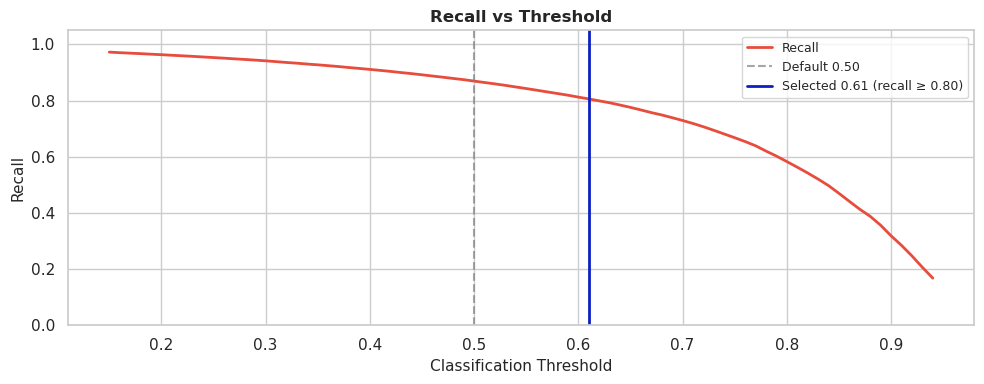 Recall vs Threshold
Recall
Default 0.50
Selected 0.61 (recall ≥ 0.80)
Recall
1.0
0.8
0.6
0.4
0.2
0.0
0.2 0.3 0.4 0.5 0.6 0.7 0.8 0.9
Classification Threshold